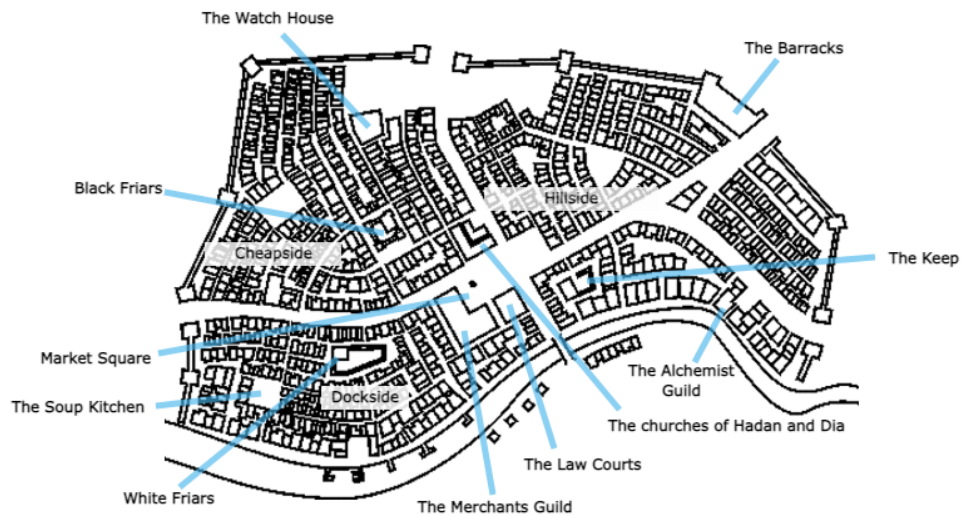 The Watch House
The Barracks
Black Friars
Hillside
Cheapside
The Keep
Market Square
The Alchemist
Guild
Dockside
The Soup Kitchen
The churches of Hadan and Dia
The Law Courts
White Friars
The Merchants Guild